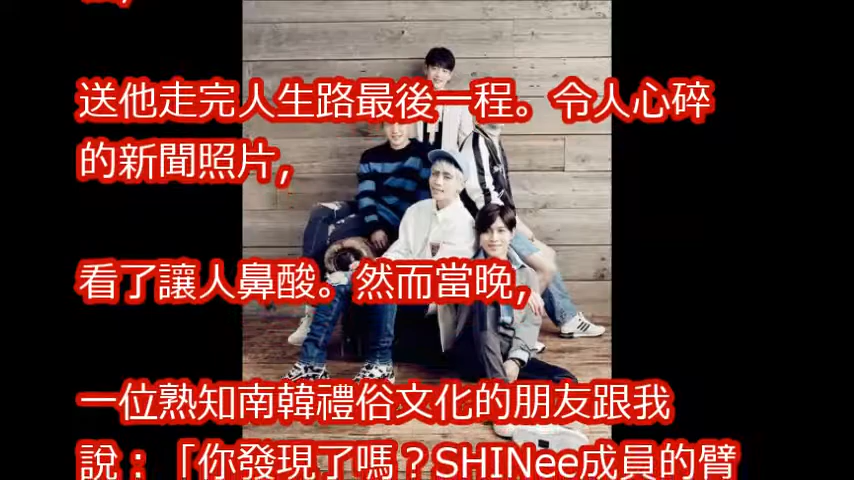 送他走完人生路最後一程。令人心碎
的新聞照片，
看了讓人鼻酸。然而當晚，
一位熟知南韓禮俗文化的朋友跟我
說：「你發現了嗎？SHINee成員的臂